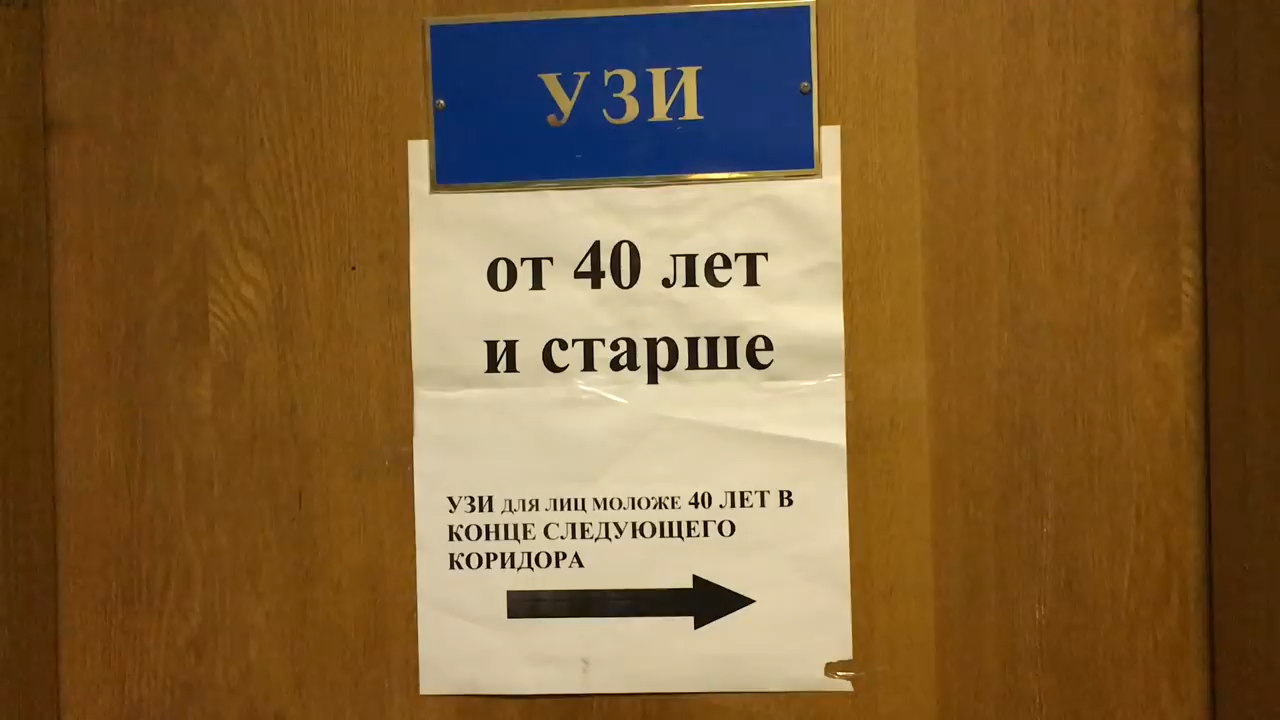 УЗИ
от 40 лет
и старше
УЗИ ДЛЯ ЛИЦ МОЛОЖЕ 40 ЛЕТ В
КОНЦЕ СЛЕДУЮЩЕГО
КОРИДОРА